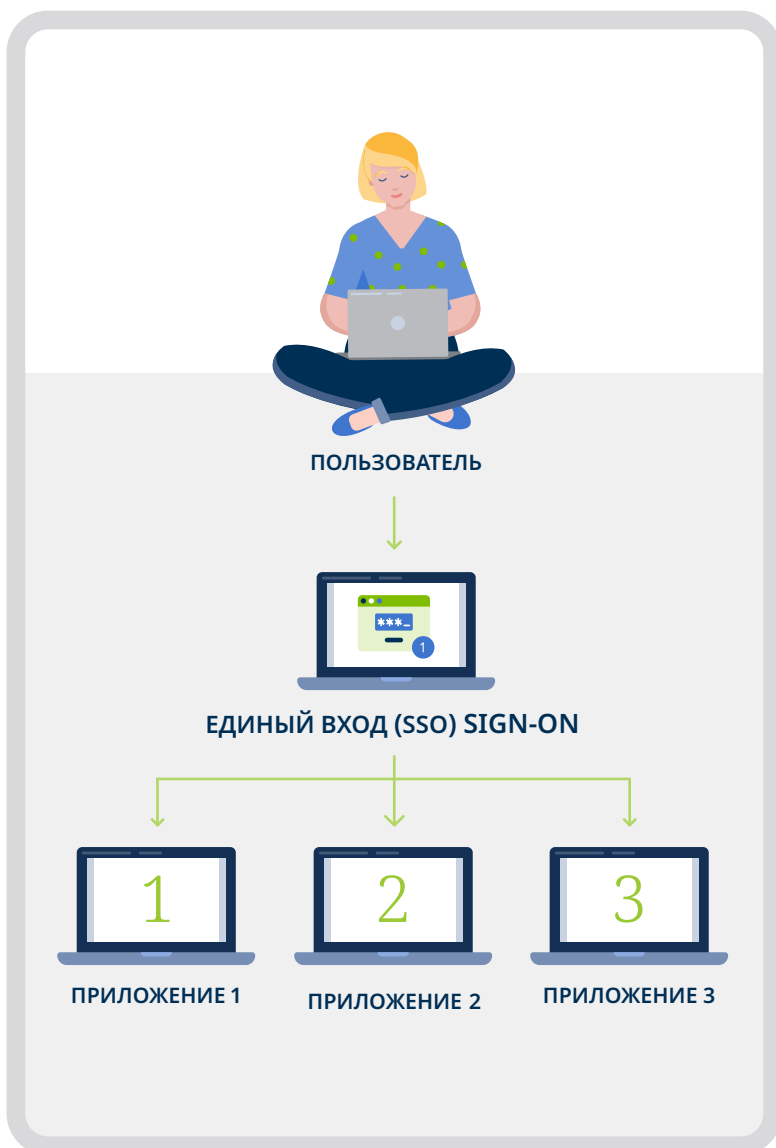 ПОЛЬЗОВАТЕЛЬ
***_
1
ЕДИНЫЙ ВХОД (SSO) SIGN-ON
1
2
3
ПРИЛОЖЕНИЕ 1
ПРИЛОЖЕНИЕ 2
ПРИЛОЖЕНИЕ 3